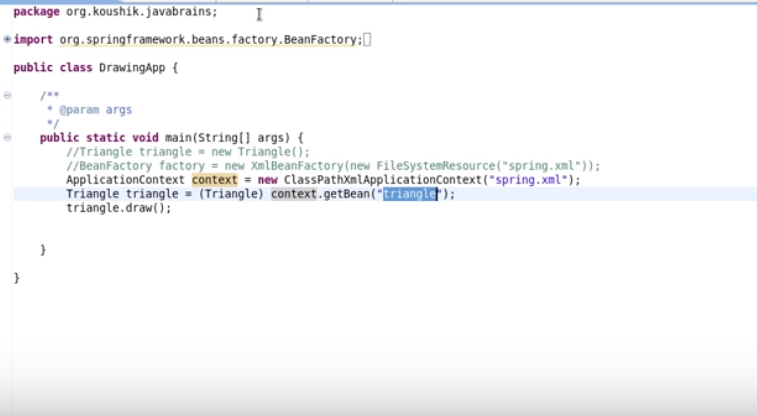 package org.koushik.javabrains;
import org.springframework.beans.factory.BeanFactory;
public class DrawingApp {
/**
* @param args
*/
public static void main(String[] args) {
//Triangle triangle = new Triangle();
//BeanFactory factory = new XmlBeanFactory(new FileSystemResource("spring.xml"));
ApplicationContext context = new ClassPathXmlApplicationContext("spring.xml");
Triangle triangle = (Triangle) context.getBean("triangle");
triangle.draw();
}
}